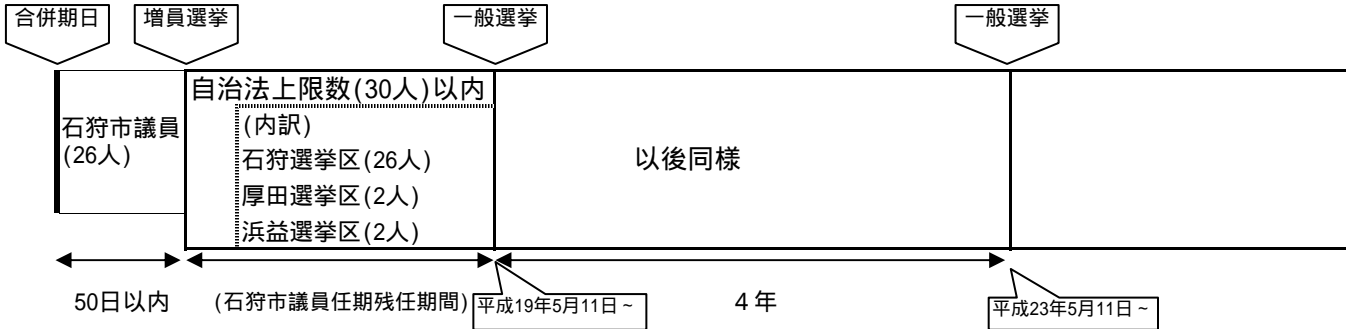 合併期日
増員選挙
一般選挙
一般選挙
石狩市議員
(26人)
自治法上限数(30人)以内
(内訳)
石狩選挙区(26人)
厚田選挙区(2人)
浜益選挙区(2人)
以後同様
50日以内
(石狩市議員任期残任期間)
平成19年5月11日~
4年
平成23年5月11日~